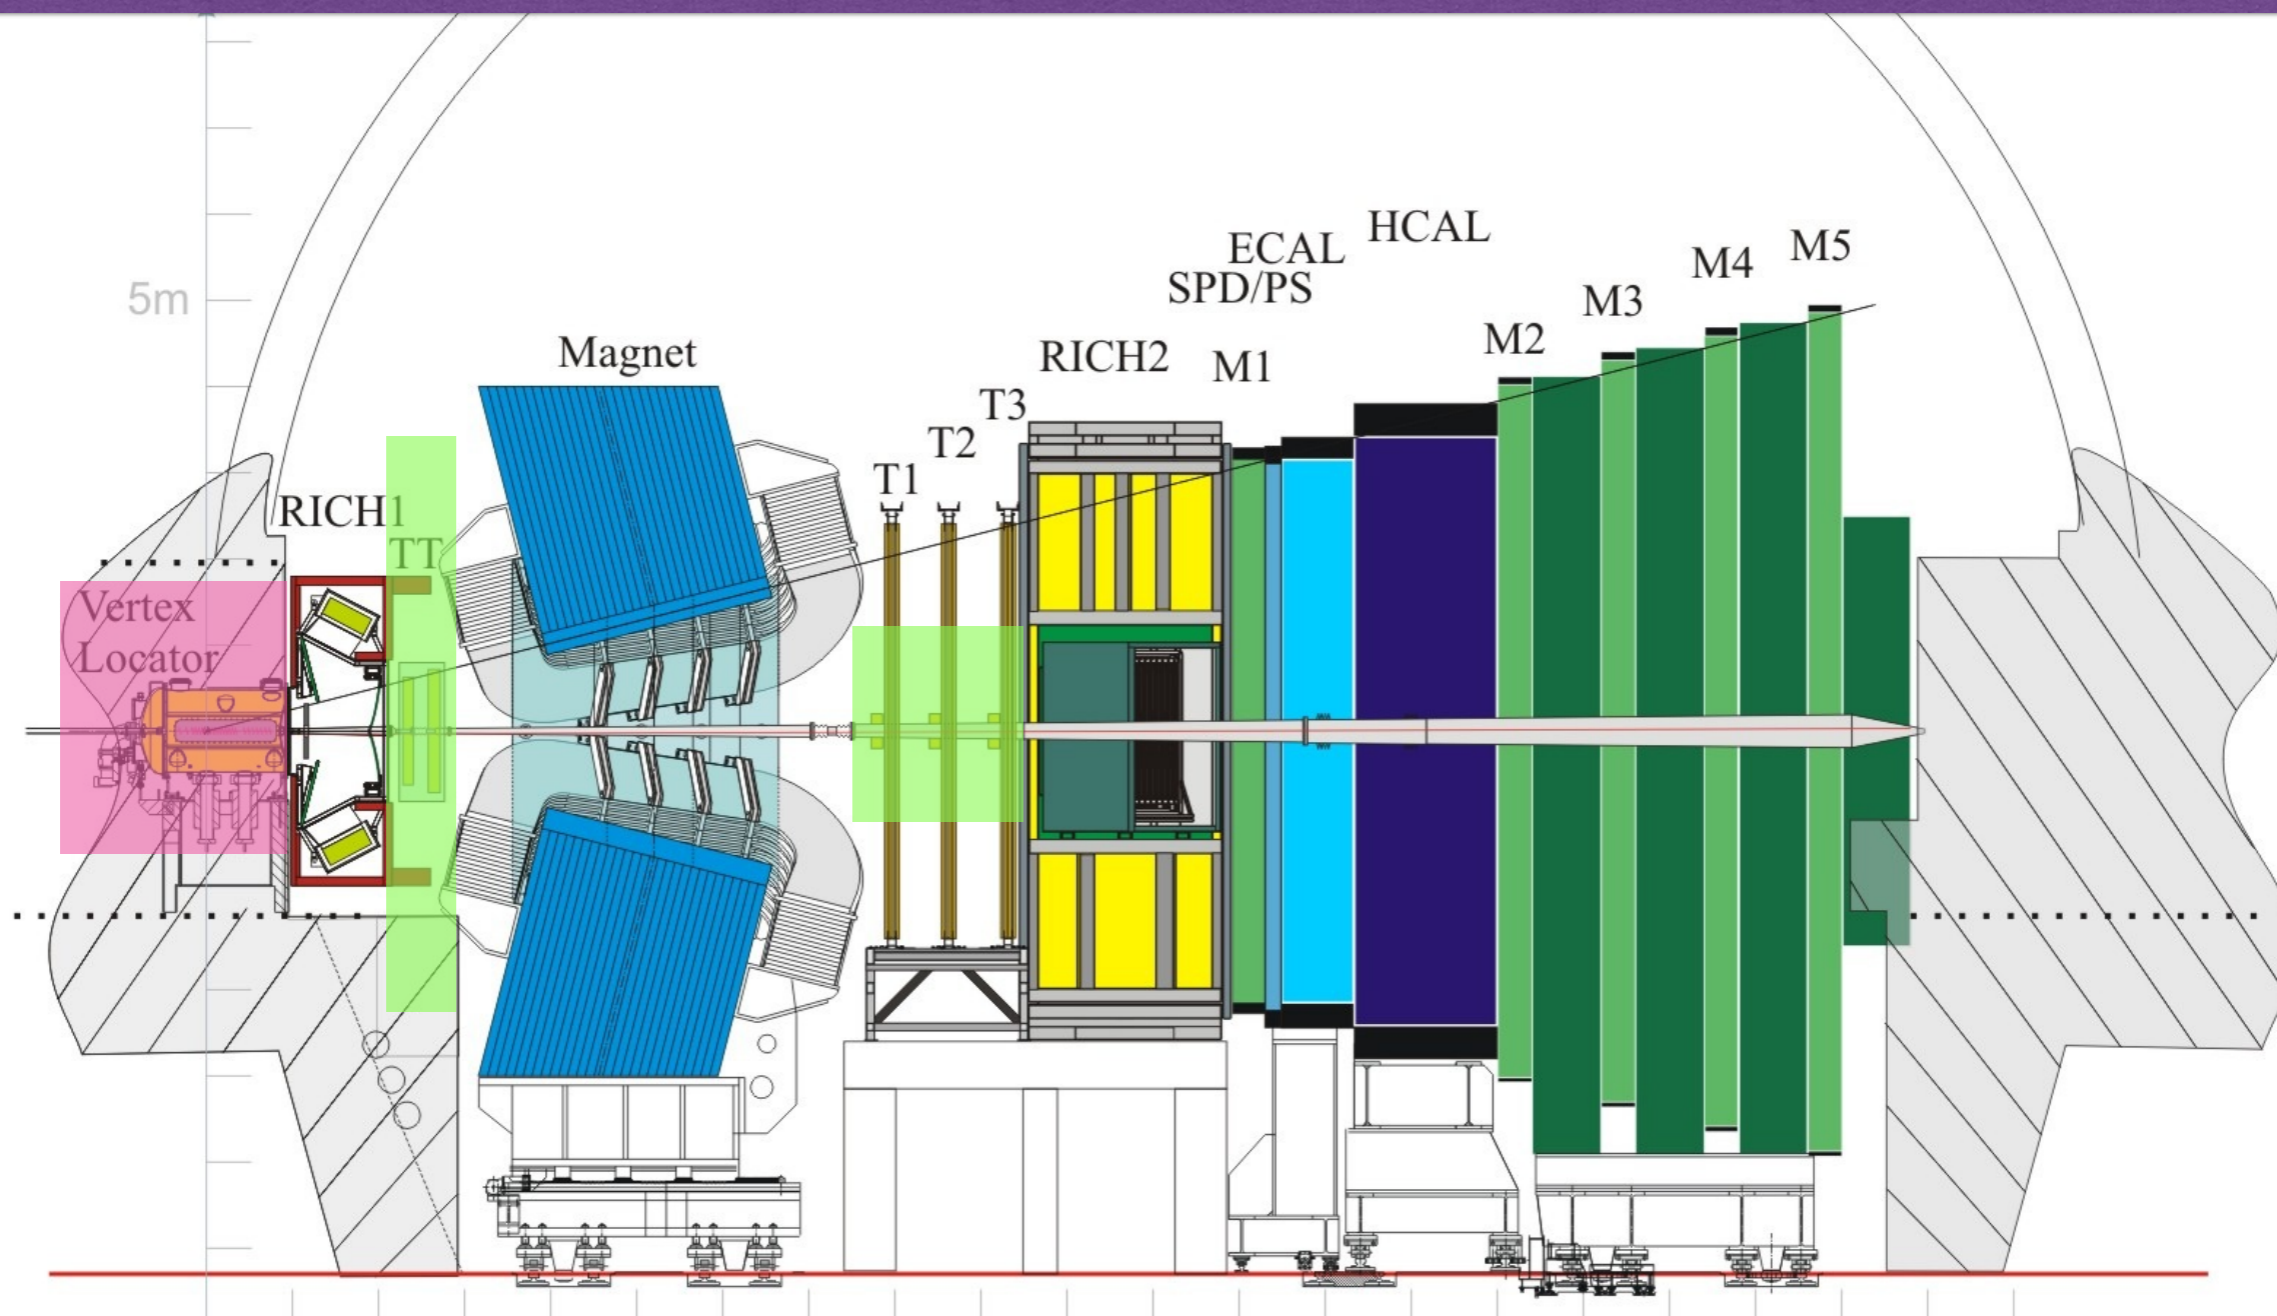 HCAL
ECAL
M5
M4
SPD/PS
5m
M3
M2
Magnet
RICH2
M1
T3
T2
T1
RICH1
TT
Vertex
Locator